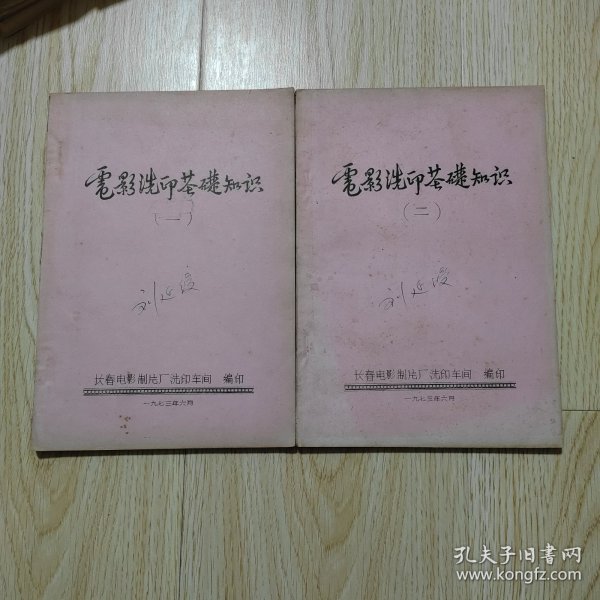 電影洗印基礎知识
(一)
刘延
长春电影制片厂洗印车间 编印
一九七三年六月
電影洗印基礎知识
(二)
刘延
长春电影制片厂洗印车间 编印
一九七三年六月
孔夫子旧书网
www.kongfz.com